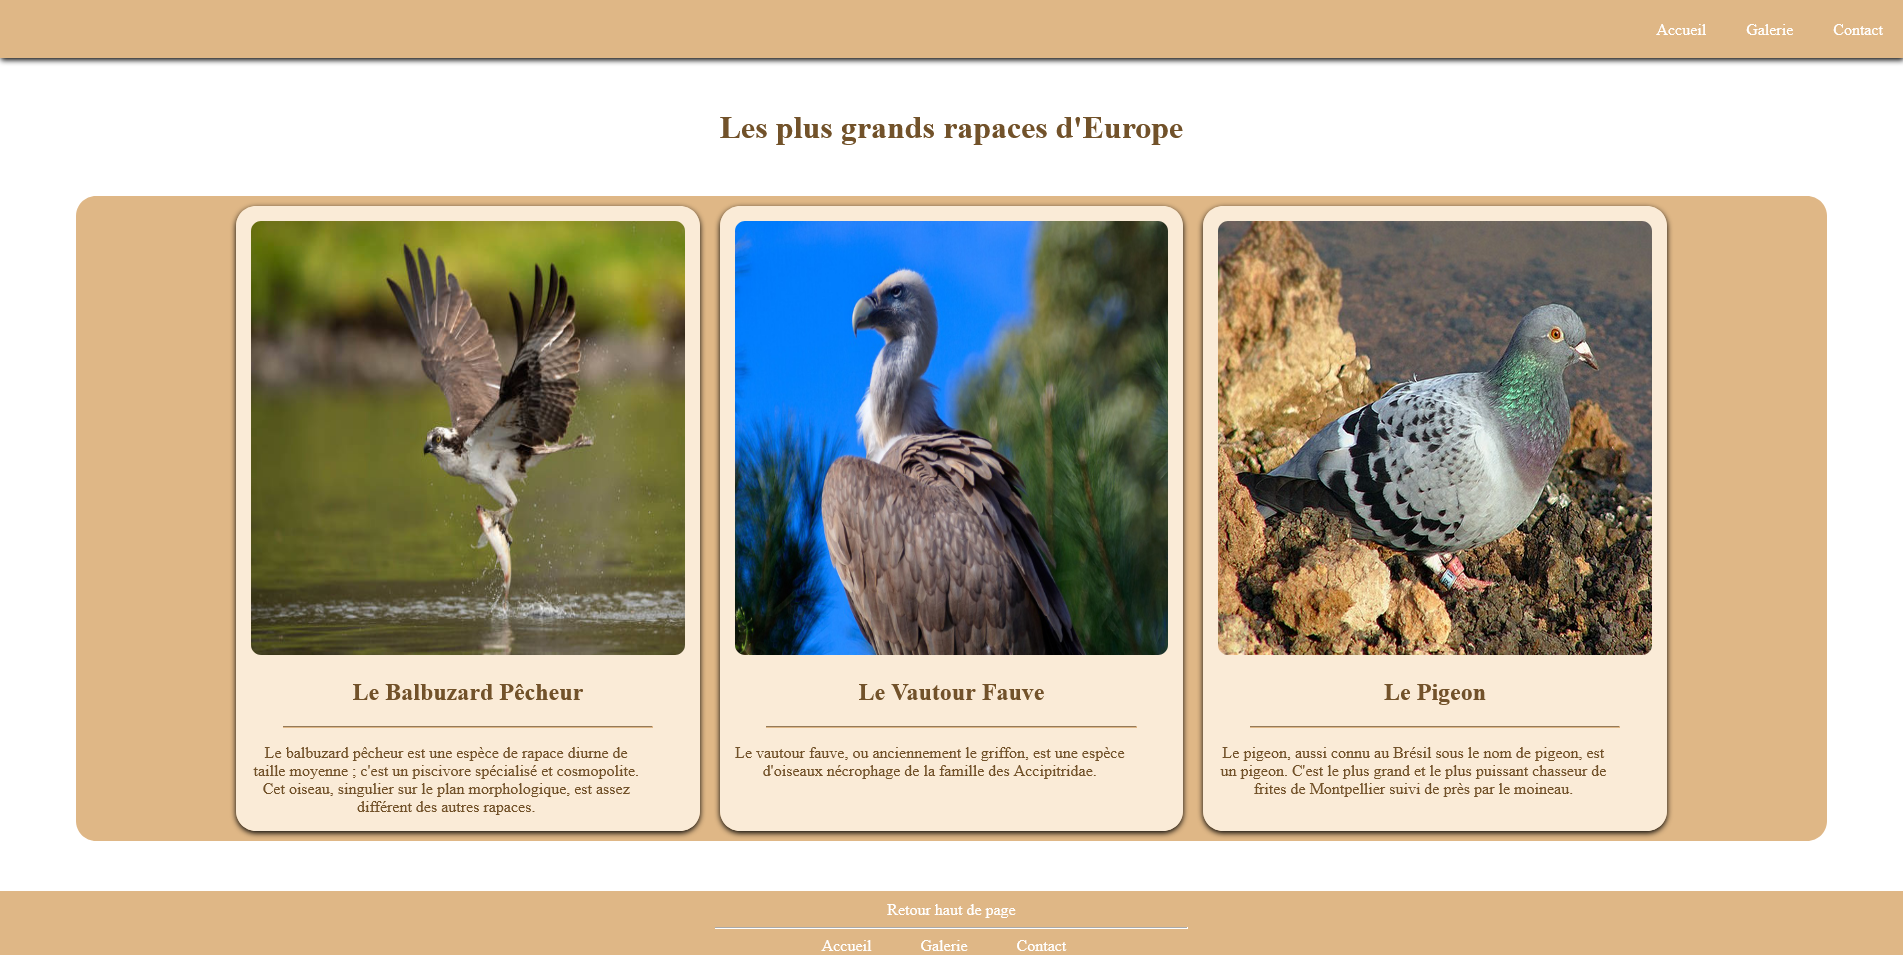 Accueil Galerie Contact
Les plus grands rapaces d'Europe
Le Balbuzard Pêcheur
Le balbuzard pêcheur est une espèce de rapace diurne de
taille moyenne ; c'est un piscivore spécialisé et cosmopolite.
Cet oiseau, singulier sur le plan morphologique, est assez
différent des autres rapaces.
Le Vautour Fauve
Le vautour fauve, ou anciennement le griffon, est une espèce
d'oiseaux nécrophage de la famille des Accipitridae.
Le Pigeon
Le pigeon, aussi connu au Brésil sous le nom de pigeon, est
un pigeon. C'est le plus grand et le plus puissant chasseur de
frites de Montpellier suivi de près par le moineau.
Retour haut de page
Accueil Galerie Contact